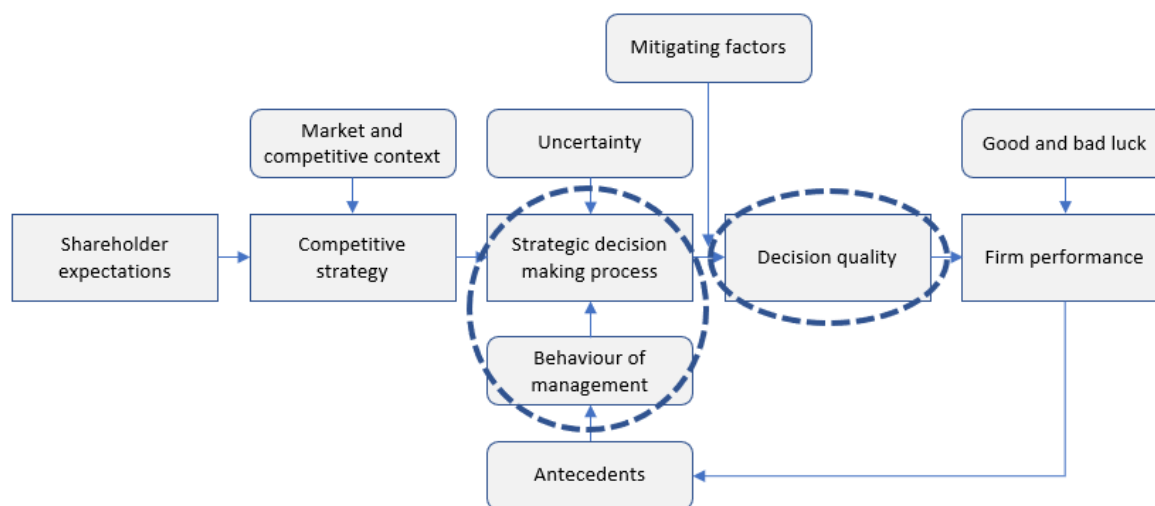 Mitigating factors
Market and
competitive context
Uncertainty
Good and bad luck
Shareholder
expectations
Competitive
strategy
Strategic decision
making process
Decision quality
Firm performance
Behaviour of
management
Antecedents